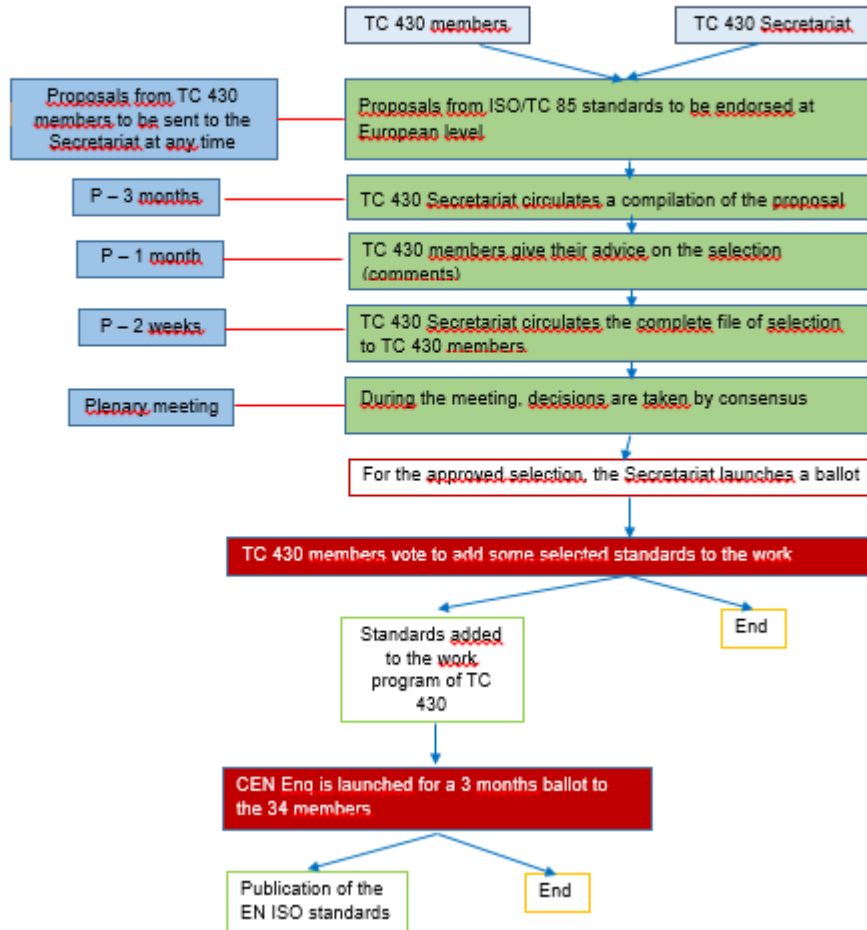 TC 430 members
TC 430 Secretariat
Proposals from TC 430
members to be sent to the
Secretariat at any time
Proposals from ISO/TC 85 standards to be endorsed at
European level
P – 3 months
TC 430 Secretariat circulates a compilation of the proposal
P – 1 month
TC 430 members give their advice on the selection
(comments)
P – 2 weeks
TC 430 Secretariat circulates the complete file of selection
to TC 430 members.
Plenary meeting
During the meeting, decisions are taken by consensus
For the approved selection, the Secretariat launches a ballot
TC 430 members vote to add some selected standards to the work
Standards added
to the work
program of TC
430
End
CEN Enq is launched for a 3 months ballot to
the 34 members
Publication of the
EN ISO standards
End